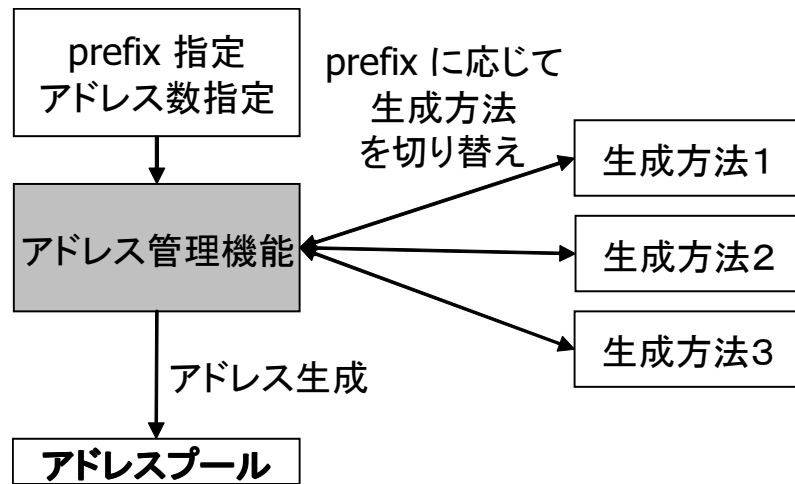 prefix 指定
アドレス数指定
prefix に応じて
生成方法
を切り替え
生成方法1
アドレス管理機能
生成方法2
生成方法3
アドレス生成
アドレスプール